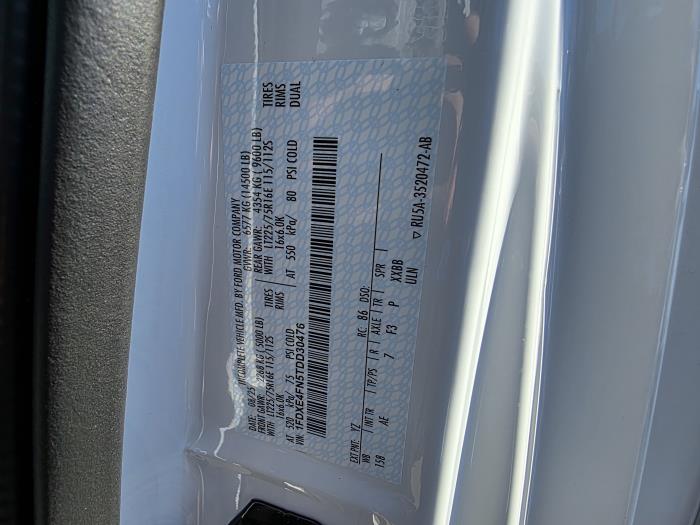 INCOMPLETE VEHICLE MFD. BY FORD MOTOR COMPANY
DATE: 08/25 GVWR: 6577 KG (14500 LB)
FRONT GAWR: 2268 KG (5000 LB) REAR GAWR: 4354 KG (9600 LB)
WITH LT225/75R16E 115/112S TIRES WITH LT225/75R16E 115/112S TIRES
16x6.0K RIMS 16x6.0K RIMS
AT 520 kPa/ 75 PSI COLD AT 550 kPa/ 80 PSI COLD DUAL
VIN: 1FDXE4FN5TDD30476
EXT PNT: YZ RC: 86 DSO:
WB INT TR TP/PS R AXLE TR SPR
158 AE 7 F3 P XXBB
ULN
▽ RU5A-3520472-AB